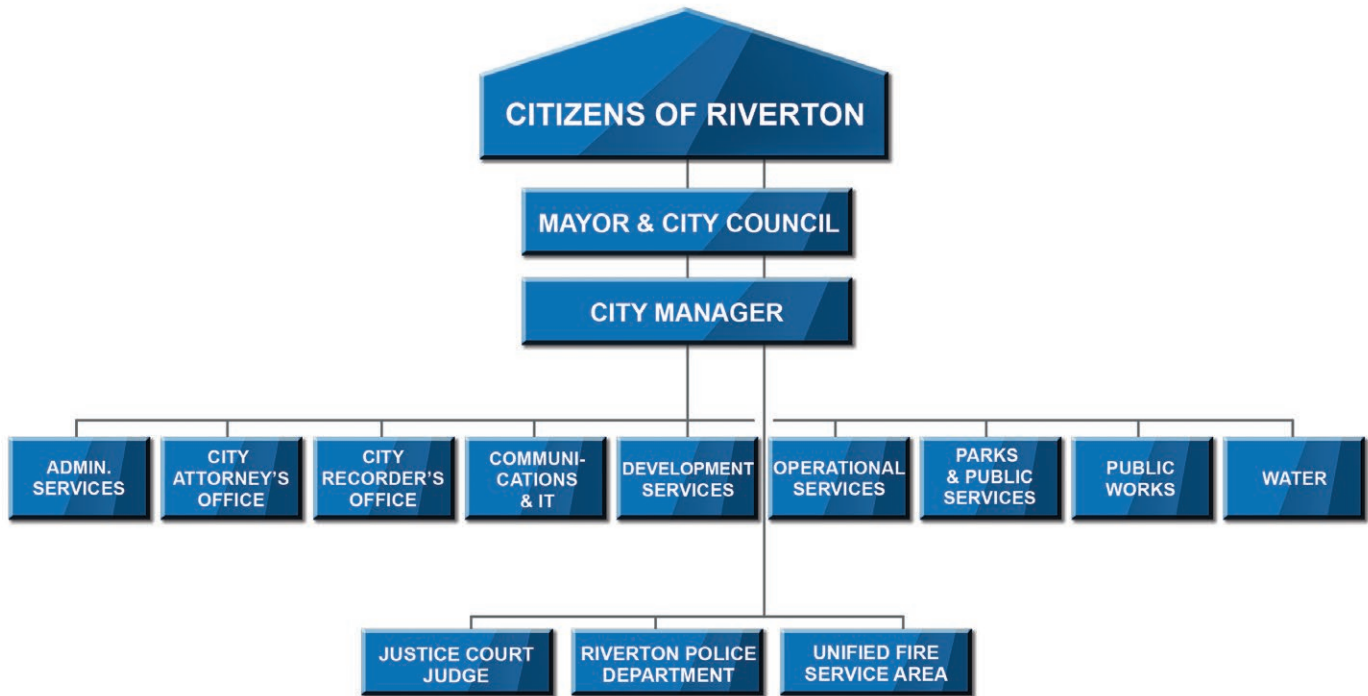 CITIZENS OF RIVERTON
MAYOR & CITY COUNCIL
CITY MANAGER
ADMIN.
SERVICES
CITY
ATTORNEY'S
OFFICE
CITY
RECORDER'S
OFFICE
COMMUNI-
CATIONS
& IT
DEVELOPMENT
SERVICES
OPERATIONAL
SERVICES
PARKS
& PUBLIC
SERVICES
PUBLIC
WORKS
WATER
JUSTICE COURT
JUDGE
RIVERTON POLICE
DEPARTMENT
UNIFIED FIRE
SERVICE AREA